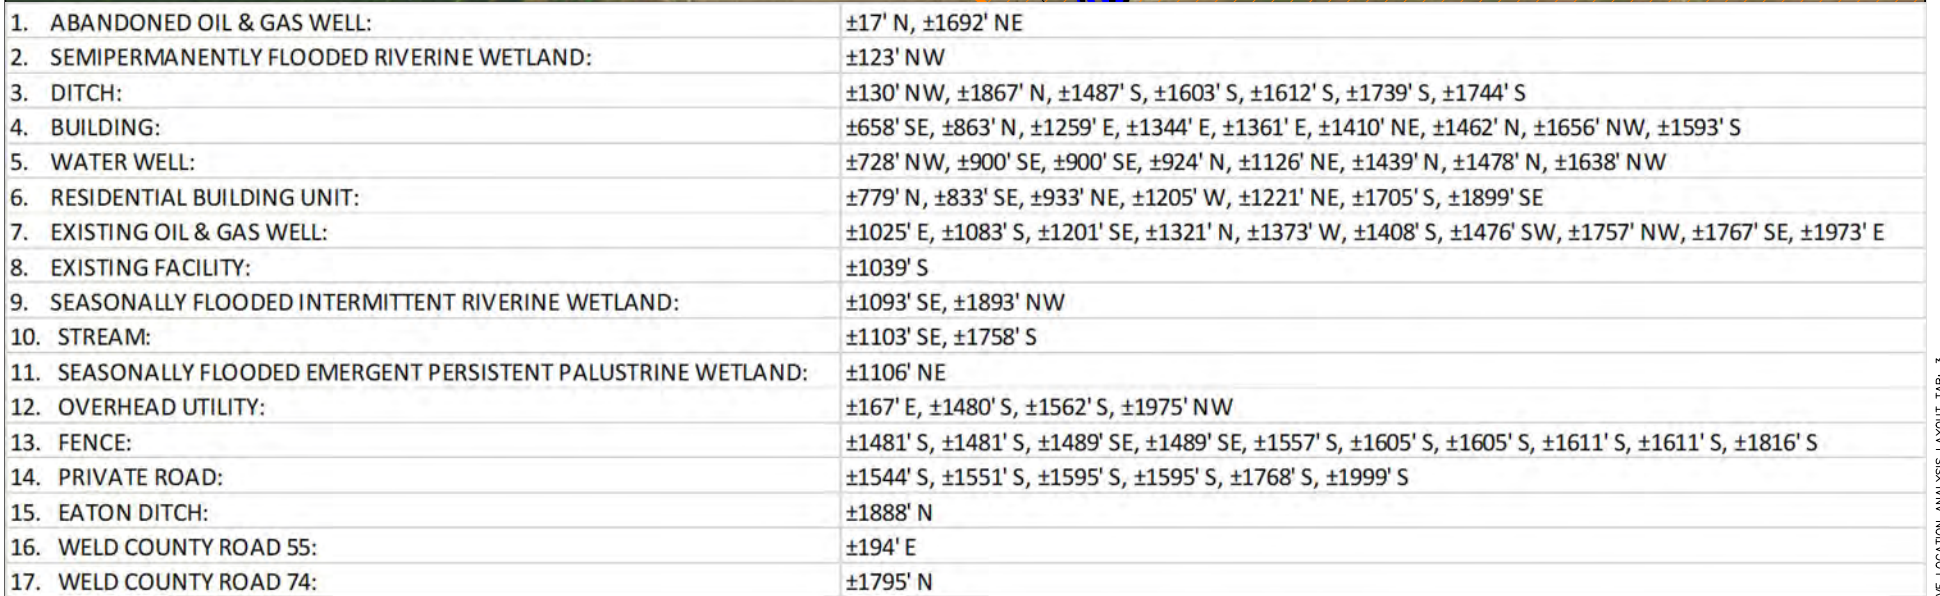 1. ABANDONED OIL & GAS WELL: ±17' N, ±1692' NE
2. SEMIPERMANENTLY FLOODED RIVERINE WETLAND: ±123' NW
3. DITCH: ±130' NW, ±1867' N, ±1487' S, ±1603' S, ±1612' S, ±1739' S, ±1744' S
4. BUILDING: ±658' SE, ±863' N, ±1259' E, ±1344' E, ±1361' E, ±1410' NE, ±1462' N, ±1656' NW, ±1593' S
5. WATER WELL: ±728' NW, ±900' SE, ±900' SE, ±924' N, ±1126' NE, ±1439' N, ±1478' N, ±1638' NW
6. RESIDENTIAL BUILDING UNIT: ±779' N, ±833' SE, ±933' NE, ±1205' W, ±1221' NE, ±1705' S, ±1899' SE
7. EXISTING OIL & GAS WELL: ±1025' E, ±1083' S, ±1201' SE, ±1321' N, ±1373' W, ±1408' S, ±1476' SW, ±1757' NW, ±1767' SE, ±1973' E
8. EXISTING FACILITY: ±1039' S
9. SEASONALLY FLOODED INTERMITTENT RIVERINE WETLAND: ±1093' SE, ±1893' NW
10. STREAM: ±1103' SE, ±1758' S
11. SEASONALLY FLOODED EMERGENT PERSISTENT PALUSTRINE WETLAND: ±1106' NE
12. OVERHEAD UTILITY: ±167' E, ±1480' S, ±1562' S, ±1975' NW
13. FENCE: ±1481' S, ±1481' S, ±1489' SE, ±1489' SE, ±1557' S, ±1605' S, ±1605' S, ±1611' S, ±1611' S, ±1816' S
14. PRIVATE ROAD: ±1544' S, ±1551' S, ±1595' S, ±1595' S, ±1768' S, ±1999' S
15. EATON DITCH: ±1888' N
16. WELD COUNTY ROAD 55: ±194' E
17. WELD COUNTY ROAD 74: ±1795' N
LOCATION ANALYSIS LAYOUT TAB: 3